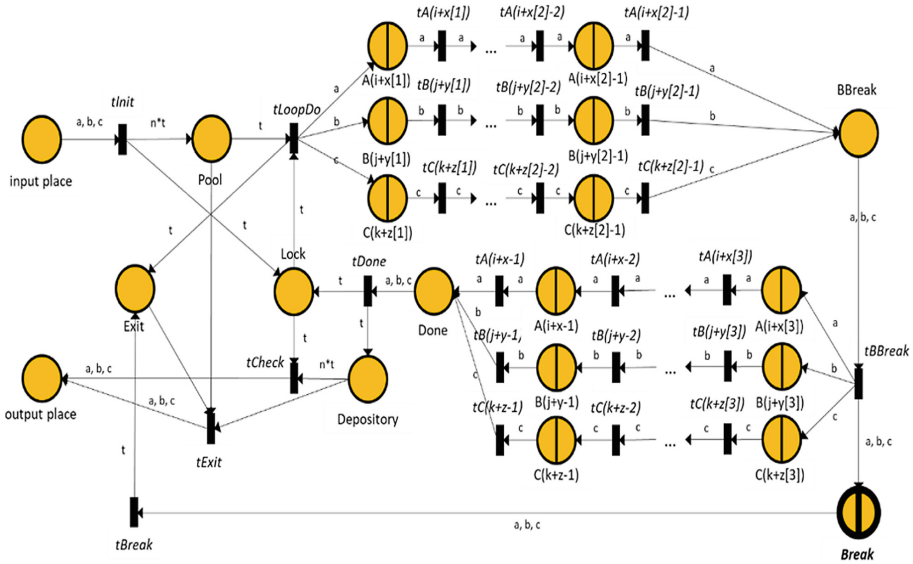 tA(i+x[1]) tA(i+x[2]-2) tA(i+x[2]-1)
a a a a a
a
A(i+x[1]) ... A(i+x[2]-1)
a
tInit tLoopDo tB(j+y[1]) tB(j+y[2]-2) tB(j+y[2]-1) BBreak
a, b, c n*t t b b b b b b b
input place Pool B(j+y[1]) ... B(j+y[2]-1)
c tC(k+z[1]) tC(k+z[2]-2) tC(k+z[2]-1)
c c c c c c
...
C(k+z[1]) C(k+z[2]-1)
t t t a, b, c
Lock tDone tA(i+x-1) tA(i+x-2) tA(i+x[3])
t a, b, c a a a a a
...
Exit Done A(i+x-1) A(i+x[3])
t t b a
tB(j+y-1, tB(j+y-2) tB(j+y[3]) tBBreak
tCheck b b b b b b
a, b, c n*t c ...
output place a, b, c Depository B(j+y-1) B(j+y[3])
tC(k+z-1) tC(k+z-2) tC(k+z[3])
c c c c c c
...
tExit C(k+z-1) C(k+z[3]) a, b, c
t
a, b, c
tBreak Break